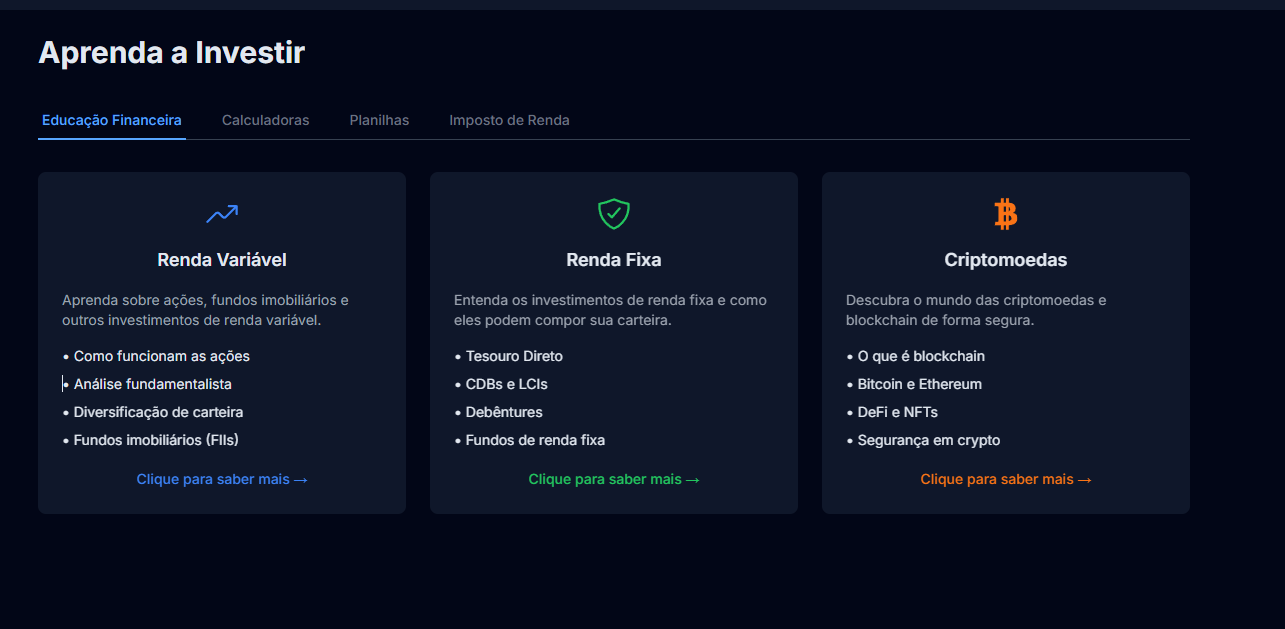 Aprenda a Investir
Educação Financeira
Calculadoras
Planilhas
Imposto de Renda
Renda Variável
Aprenda sobre ações, fundos imobiliários e
outros investimentos de renda variável.
• Como funcionam as ações
• Análise fundamentalista
• Diversificação de carteira
• Fundos imobiliários (FIIs)
Clique para saber mais →
Renda Fixa
Entenda os investimentos de renda fixa e como
eles podem compor sua carteira.
• Tesouro Direto
• CDBs e LCIs
• Debêntures
• Fundos de renda fixa
Clique para saber mais →
Criptomoedas
Descubra o mundo das criptomoedas e
blockchain de forma segura.
• O que é blockchain
• Bitcoin e Ethereum
• DeFi e NFTs
• Segurança em crypto
Clique para saber mais →